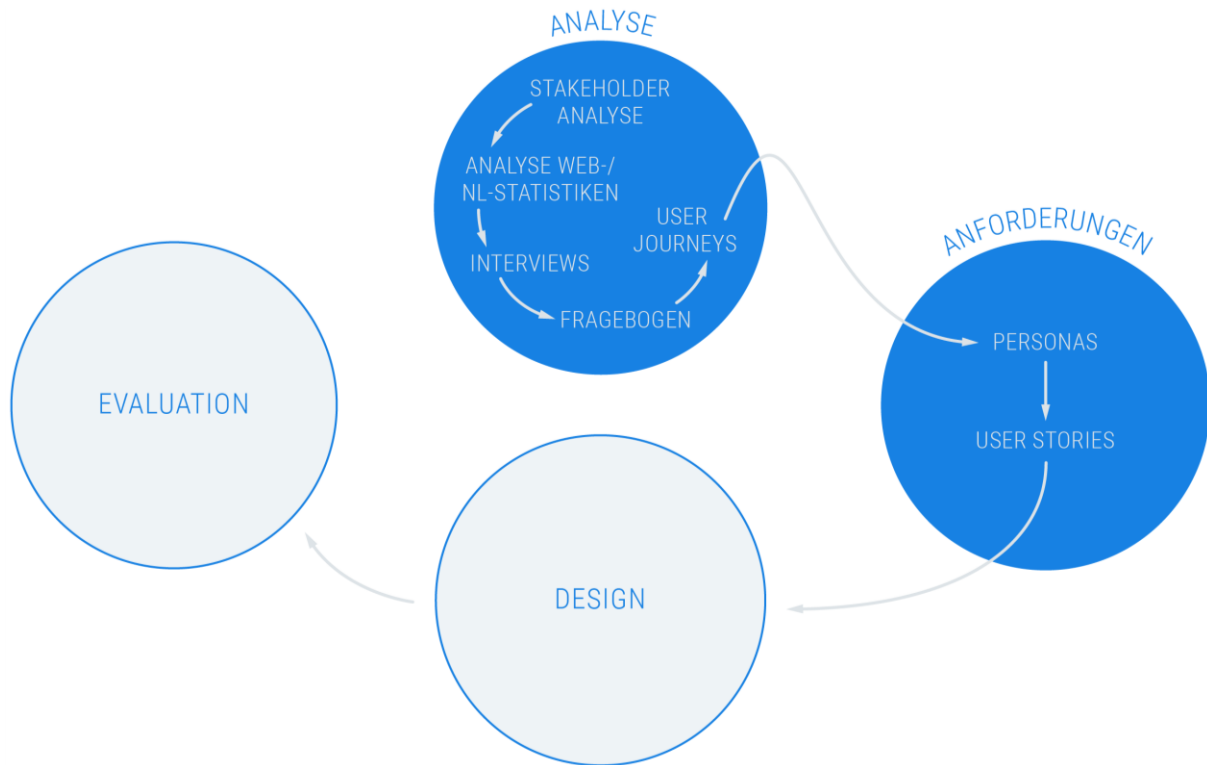 ANALYSE
STAKEHOLDER
ANALYSE
ANALYSE WEB-/
NL-STATISTIKEN
INTERVIEWS
FRAGEBOGEN
USER
JOURNEYS
ANFORDERUNGEN
PERSONAS
USER STORIES
DESIGN
EVALUATION